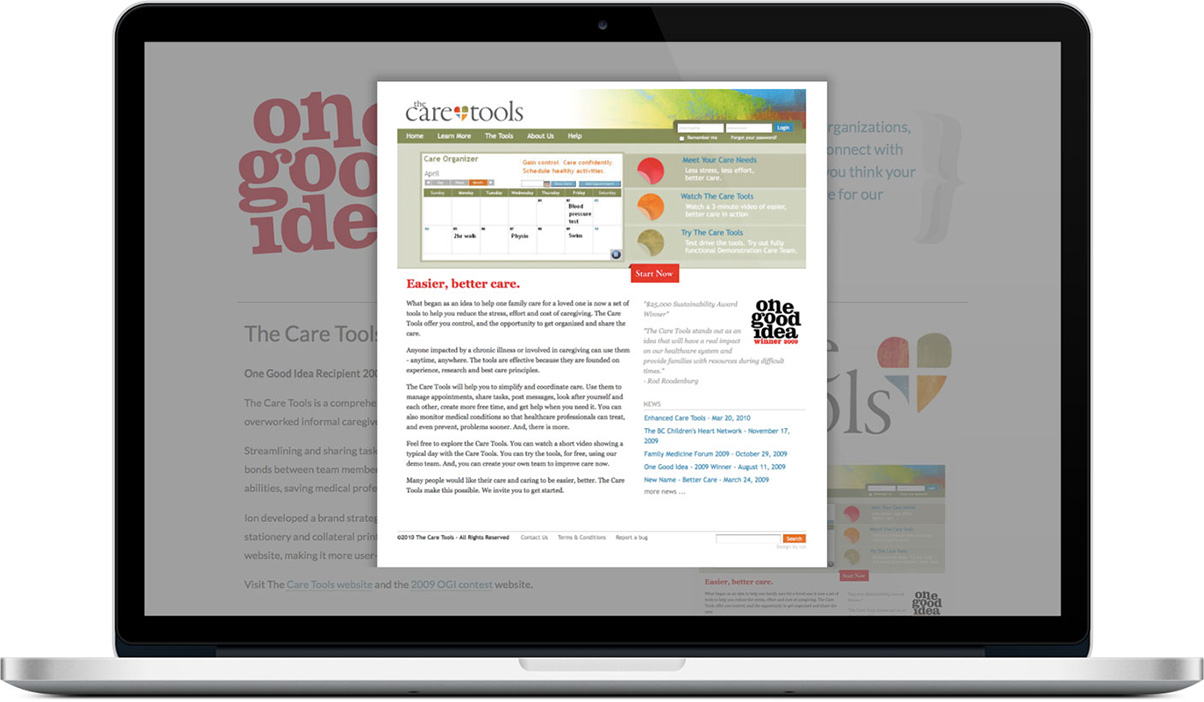 one
good
idea
rganizations,
onnect with
you think your
e for our
The Care Tools
One Good Idea Recipient 200
The Care Tools is a comprehe
overworked informal caregive
Streamlining and sharing task
bonds between team membe
abilities, saving medical profe
Ion developed a brand strateg
stationery and collateral print
website, making it more user-
Visit The Care Tools website and the 2009 OGI contest website.
the
care tools
Login
Remember me Forgot your password?
Home Learn More The Tools About Us Help
Care Organizer
Gain control. Care confidently.
Schedule healthy activities.
April
Sunday Monday Tuesday Wednesday Thursday Friday Saturday
Blood
pressure
test
2hr walk Physio Swim
Meet Your Care Needs
Less stress, less effort,
better care.
Watch The Care Tools
Watch a 3-minute video of easier,
better care in action
Try The Care Tools
Test drive the tools. Try out fully
functional Demonstration Care Team.
Start Now
Easier, better care.
What began as an idea to help one family care for a loved one is now a set of
tools to help you reduce the stress, effort and cost of caregiving. The Care
Tools offer you control, and the opportunity to get organized and share the
care.
Anyone impacted by a chronic illness or involved in caregiving can use them
- anytime, anywhere. The tools are effective because they are founded on
experience, research and best care principles.
The Care Tools will help you to simplify and coordinate care. Use them to
manage appointments, share tasks, post messages, look after yourself and
each other, create more free time, and get help when you need it. You can
also monitor medical conditions so that healthcare professionals can treat,
and even prevent, problems sooner. And, there is more.
Feel free to explore the Care Tools. You can watch a short video showing a
typical day with the Care Tools. You can try the tools, for free, using our
demo team. And, you can create your own team to improve care now.
Many people would like their care and caring to be easier, better. The Care
Tools make this possible. We invite you to get started.
"$25,000 Sustainability Award
Winner"
"The Care Tools stands out as an
idea that will have a real impact
on our healthcare system and
provide families with resources during difficult
times."
- Rod Roodenburg
one
good
idea
winner 2009
NEWS
Enhanced Care Tools - Mar 20, 2010
The BC Children's Heart Network - November 17,
2009
Family Medicine Forum 2009 - October 29, 2009
One Good Idea - 2009 Winner - August 11, 2009
New Name - Better Care - March 24, 2009
more news ...
©2010 The Care Tools - All Rights Reserved Contact Us Terms & Conditions Report a bug
Search
Design by ion
e
ols
Meet Your Care Needs
Watch The Care Tools
Try The Care Tools
Start Now
Easier, better care.
one
good
idea